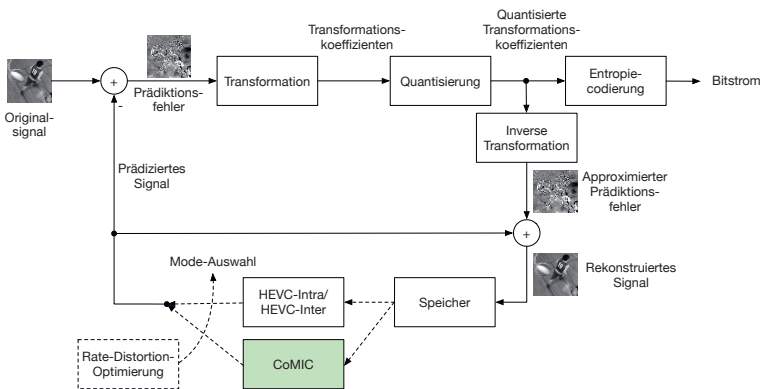 Original-
signal
+
-
Prädiktions-
fehler
Transformation
Transformations-
koeffizienten
Quantisierung
Quantisierte
Transformations-
koeffizienten
Entropie-
codierung
Bitstrom
Inverse
Transformation
Approximierter
Prädiktions-
fehler
Prädiziertes
Signal
+
Rekonstruiertes
Signal
Mode-Auswahl
HEVC-Intra/
HEVC-Inter
Speicher
Rate-Distortion-
Optimierung
CoMIC